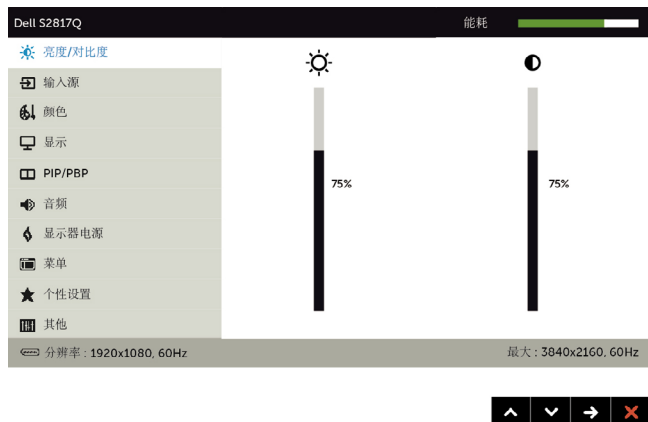 Dell S2817Q
能耗
亮度/对比度
输入源
颜色
显示
PIP/PBP
音频
显示器电源
菜单
个性设置
其他
75%
75%
分辨率 : 1920x1080, 60Hz
最大 : 3840x2160, 60Hz